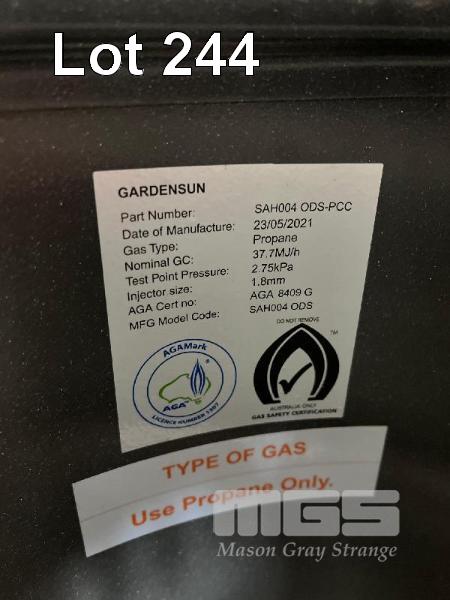 Lot 244
GARDENSUN
Part Number: SAH004 ODS-PCC
Date of Manufacture: 23/05/2021
Gas Type: Propane
Nominal GC: 37.7MJ/h
Test Point Pressure: 2.75kPa
Injector size: 1.8mm
AGA Cert no: AGA 8409 G
MFG Model Code: SAH004 ODS
AGAMark
®
AGA
LICENCE NUMBER
DO NOT REMOVE
TM
AUSTRALIA ONLY
GAS SAFETY CERTIFICATION
TYPE OF GAS
Use Propane Only.
MGS
Mason Gray Strange